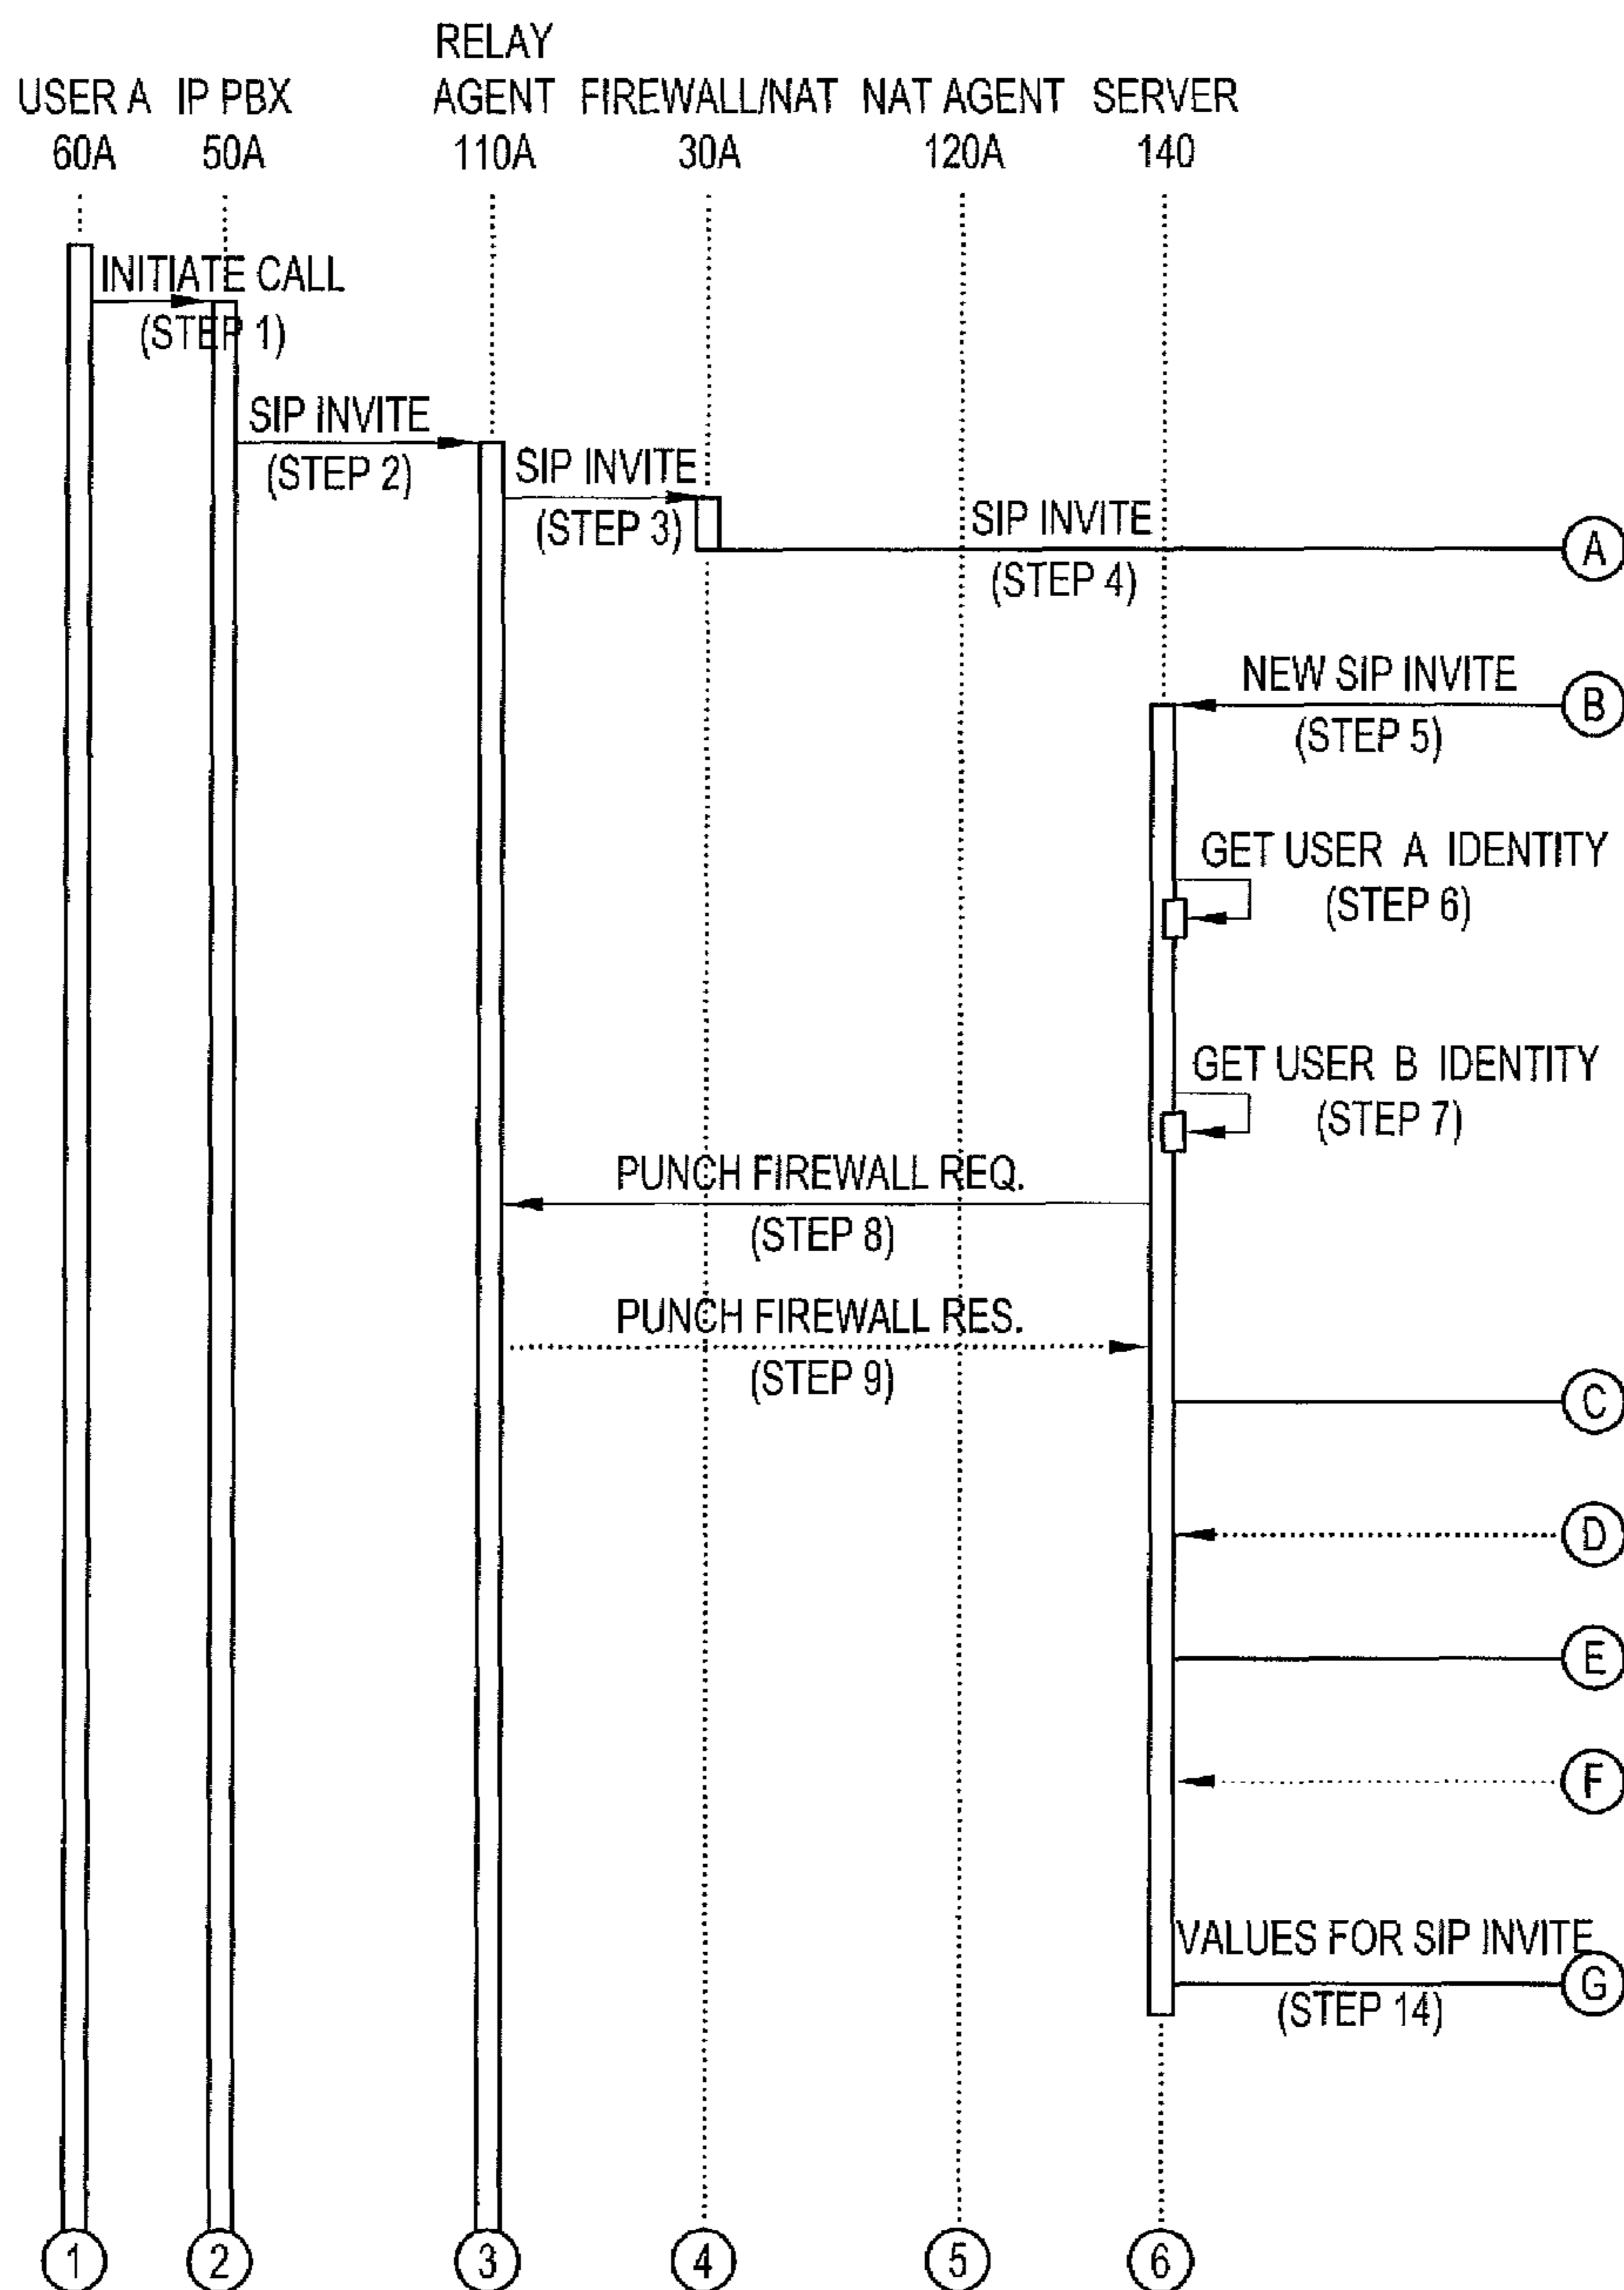 RELAY
USER A IP PBX AGENT FIREWALL/NAT NAT AGENT SERVER
60A 50A 110A 30A 120A 140
INITIATE CALL
(STEP 1)
SIP INVITE
(STEP 2)
SIP INVITE
(STEP 3)
SIP INVITE
(STEP 4)
A
NEW SIP INVITE
(STEP 5)
B
GET USER A IDENTITY
(STEP 6)
GET USER B IDENTITY
(STEP 7)
PUNCH FIREWALL REQ.
(STEP 8)
PUNCH FIREWALL RES.
(STEP 9)
C
D
E
F
VALUES FOR SIP INVITE
(STEP 14)
G
1 2 3 4 5 6